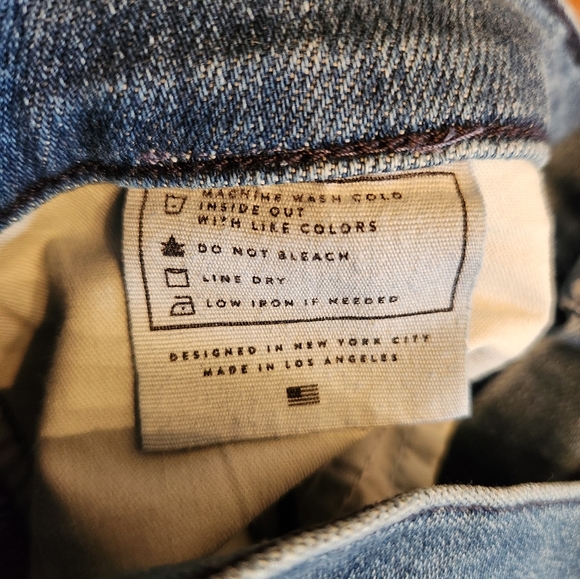 MACHINE WASH COLD
INSIDE OUT
WITH LIKE COLORS
DO NOT BLEACH
LINE DRY
LOW IRON IF NEEDED
DESIGNED IN NEW YORK CITY
MADE IN LOS ANGELES